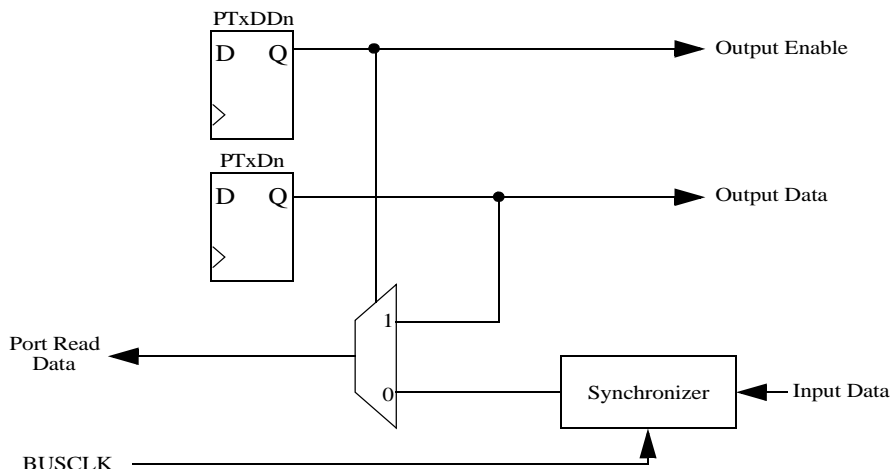 PTxDDn
D Q
Output Enable
PTxDn
D Q
Output Data
1
Port Read
Data
0
Synchronizer
Input Data
BUSCLK